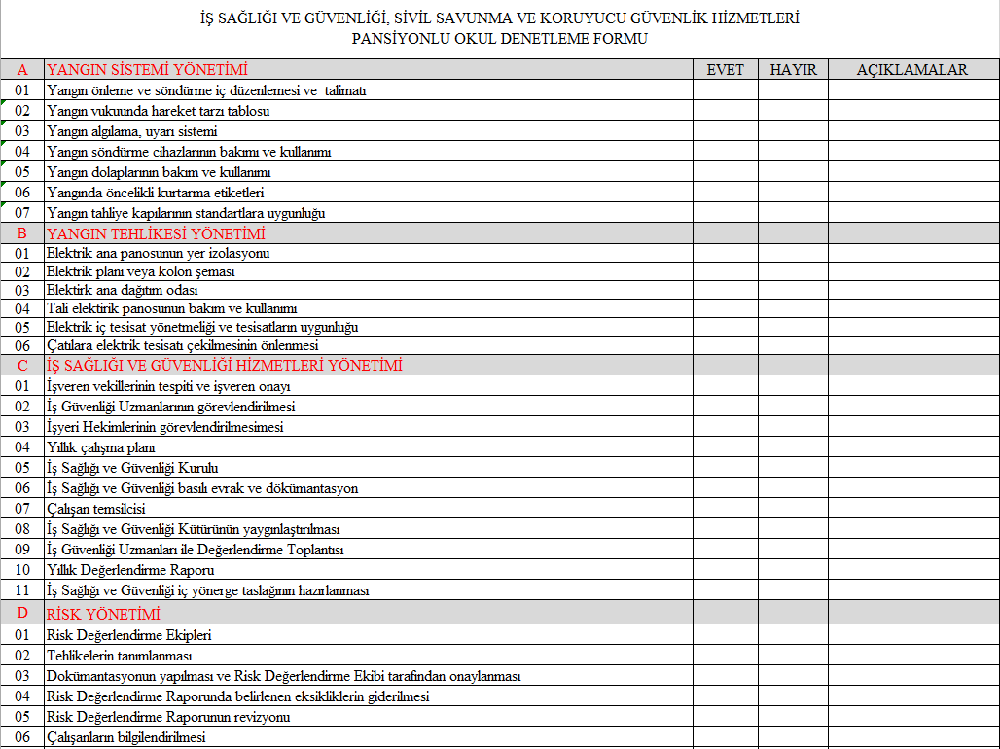 İŞ SAĞLIĞI VE GÜVENLİĞİ, SİVİL SAVUNMA VE KORUYUCU GÜVENLİK HİZMETLERİ
PANSİYONLU OKUL DENETLEME FORMU
A YANGIN SİSTEMİ YÖNETİMİ EVET HAYIR AÇIKLAMALAR
01 Yangın önleme ve söndürme iç düzenlemesi ve talimatı
02 Yangın vukuunda hareket tarzı tablosu
03 Yangın algılama, uyarı sistemi
04 Yangın söndürme cihazlarının bakımı ve kullanımı
05 Yangın dolaplarının bakım ve kullanımı
06 Yangında öncelikli kurtarma etiketleri
07 Yangın tahliye kapılarının standartlara uygunluğu
B YANGIN TEHLİKESİ YÖNETİMİ
01 Elektrik ana panosunun yer izolasyonu
02 Elektrik planı veya kolon şeması
03 Elektirk ana dağıtım odası
04 Tali elektirik panosunun bakım ve kullanımı
05 Elektrik iç tesisat yönetmeliği ve tesisatların uygunluğu
06 Çatılara elektrik tesisatı çekilmesinin önlenmesi
C İŞ SAĞLIĞI VE GÜVENLİĞİ HİZMETLERİ YÖNETİMİ
01 İşveren vekillerinin tespiti ve işveren onayı
02 İş Güvenliği Uzmanlarının görevlendirilmesi
03 İşyeri Hekimlerinin görevlendirilmesimesi
04 Yıllık çalışma planı
05 İş Sağlığı ve Güvenliği Kurulu
06 İş Sağlığı ve Güvenliği basılı evrak ve dökümantasyon
07 Çalışan temsilcisi
08 İş Sağlığı ve Güvenliği Kütürünün yaygınlaştırılması
09 İş Güvenliği Uzmanları ile Değerlendirme Toplantısı
10 Yıllık Değerlendirme Raporu
11 İş Sağlığı ve Güvenliği iç yönerge taslağının hazırlanması
D RİSK YÖNETİMİ
01 Risk Değerlendirme Ekipleri
02 Tehlikelerin tanımlanması
03 Dokümantasyonun yapılması ve Risk Değerlendirme Ekibi tarafından onaylanması
04 Risk Değerlendirme Raporunda belirlenen eksikliklerin giderilmesi
05 Risk Değerlendirme Raporunun revizyonu
06 Çalışanların bilgilendirilmesi